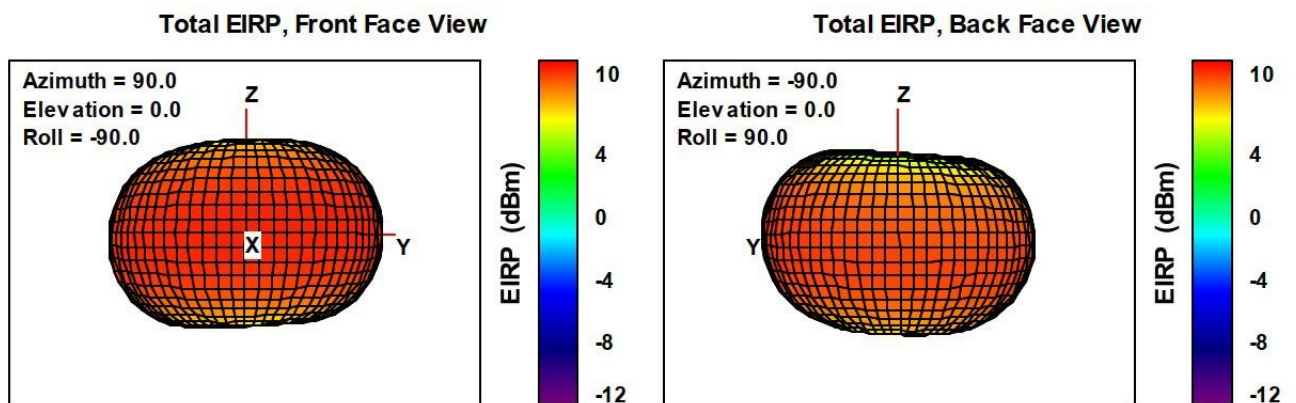 Total EIRP, Front Face View
Azimuth = 90.0
Elevation = 0.0
Roll = -90.0
Z
X
Y
10
4
0
-4
-8
-12
EIRP (dBm)
Total EIRP, Back Face View
Azimuth = -90.0
Elevation = 0.0
Roll = 90.0
Z
Y
10
4
0
-4
-8
-12
EIRP (dBm)